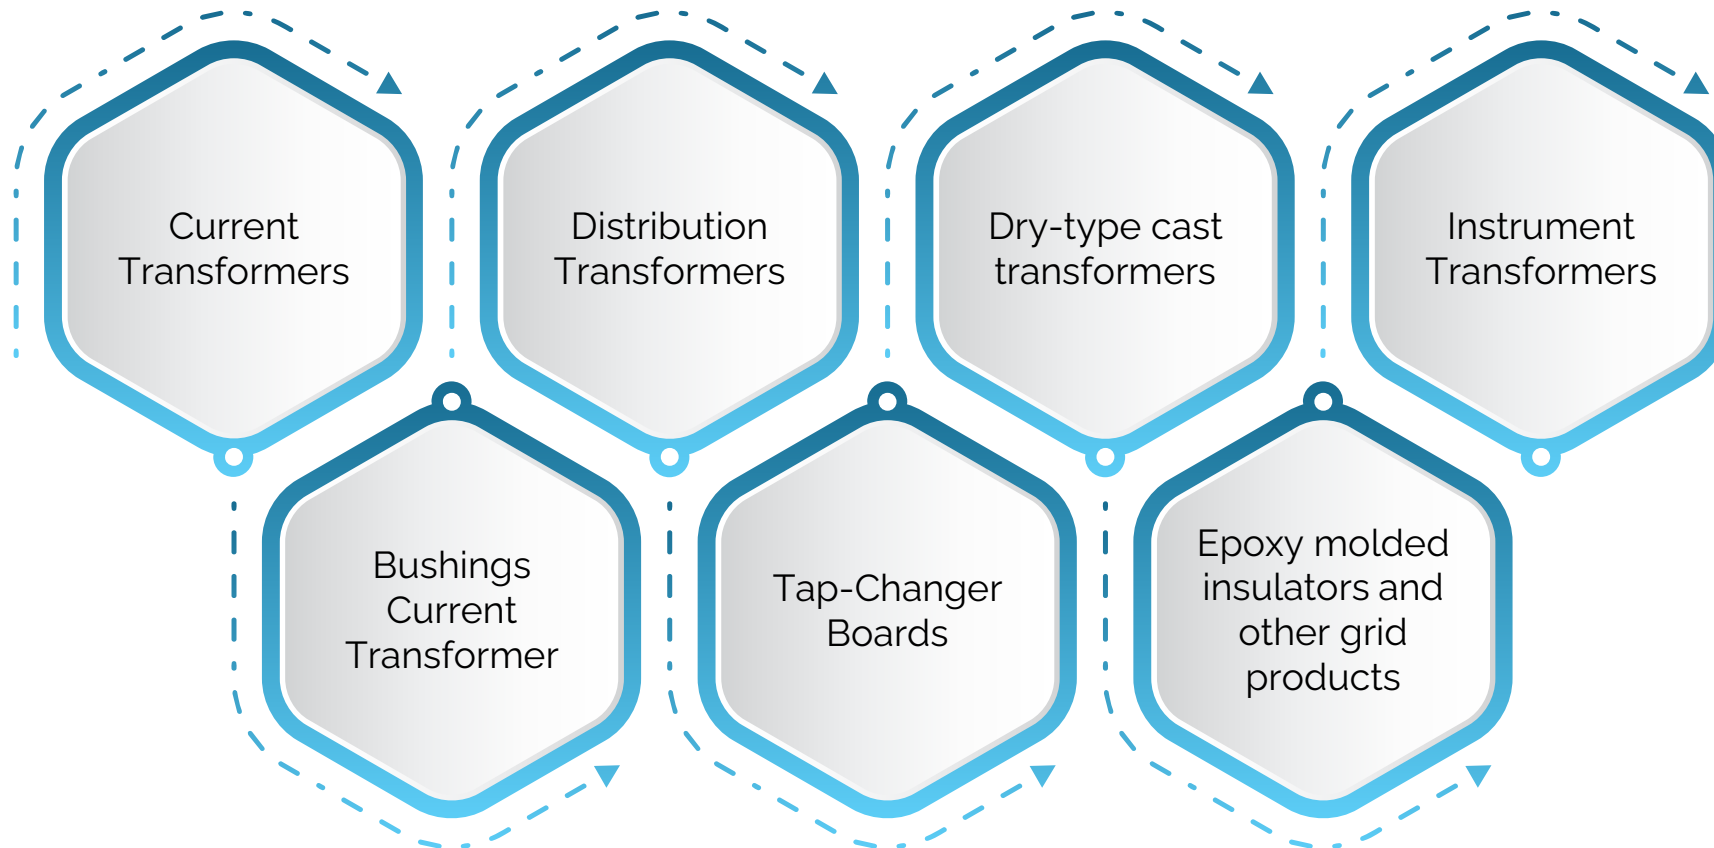 Current
Transformers
Distribution
Transformers
Dry-type cast
transformers
Instrument
Transformers
Bushings
Current
Transformer
Tap-Changer
Boards
Epoxy molded
insulators and
other grid
products